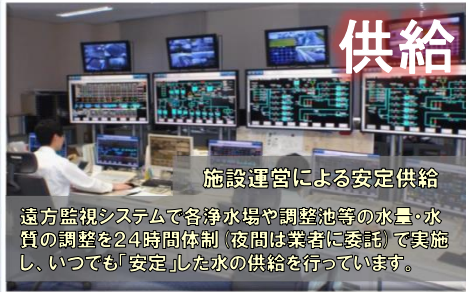 供給
施設運営による安定供給
遠方監視システムで各浄水場や調整池等の水量・水
質の調整を24時間体制(夜間は業者に委託)で実施
し、いつでも「安定」した水の供給を行っています。